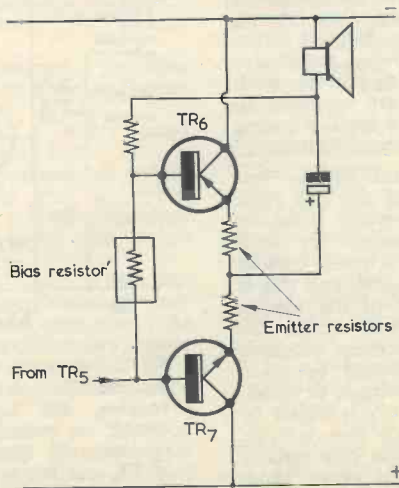 −
TR6
+
Bias resistor
Emitter resistors
From TR5
TR7
+